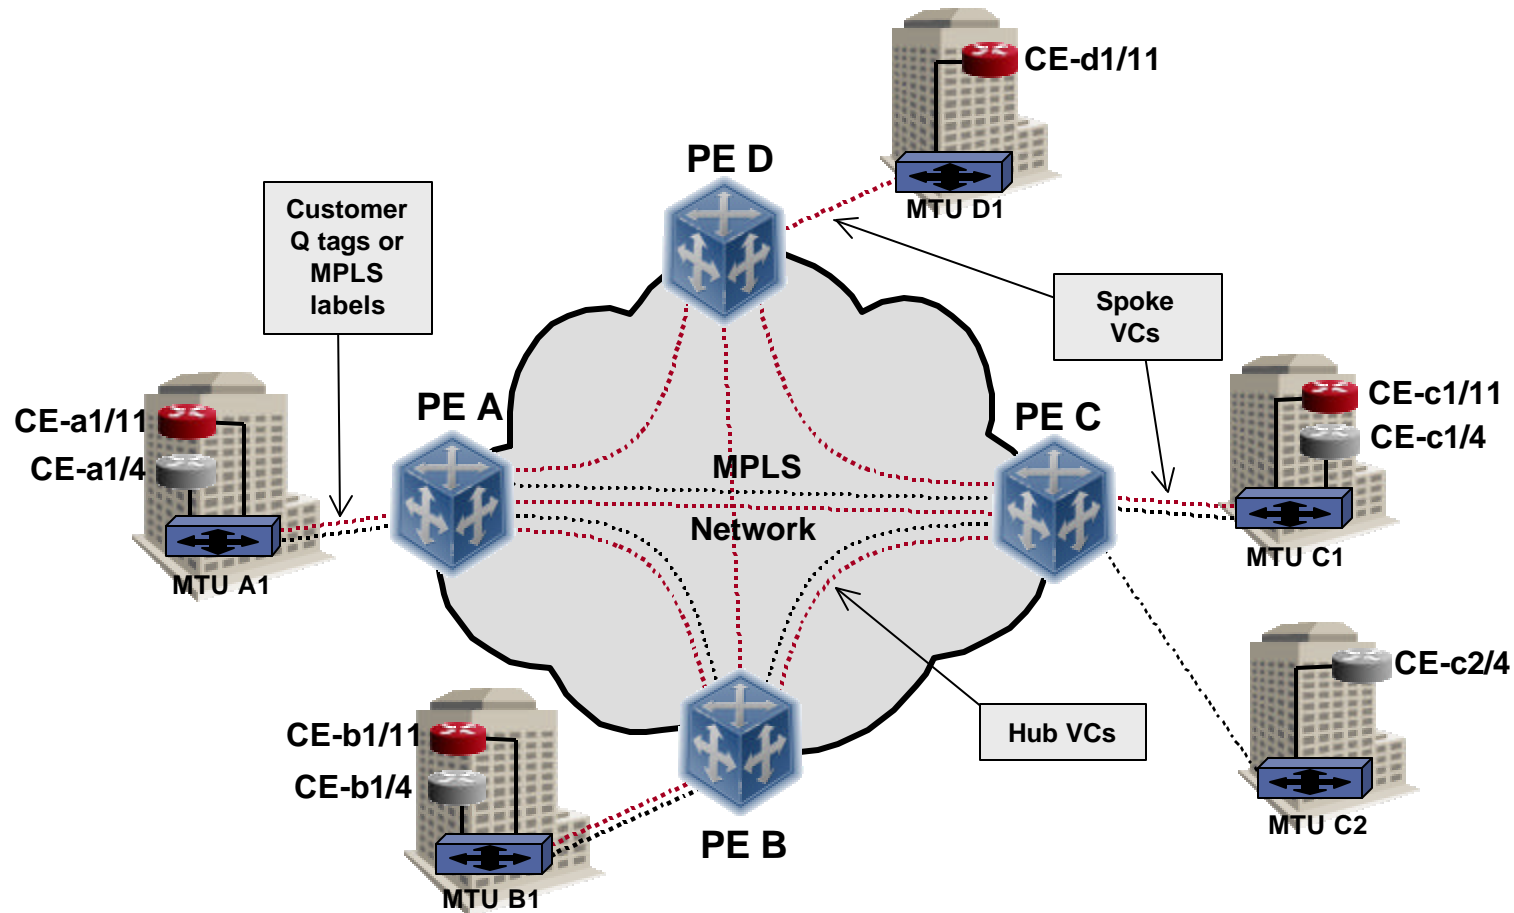 CE-d1/11
PE D
MTU D1
Customer
Q tags or
MPLS
labels
Spoke
VCs
CE-a1/11
CE-a1/4
MTU A1
PE A
PE C
CE-c1/11
CE-c1/4
MTU C1
MPLS
Network
CE-c2/4
MTU C2
Hub VCs
CE-b1/11
CE-b1/4
MTU B1
PE B